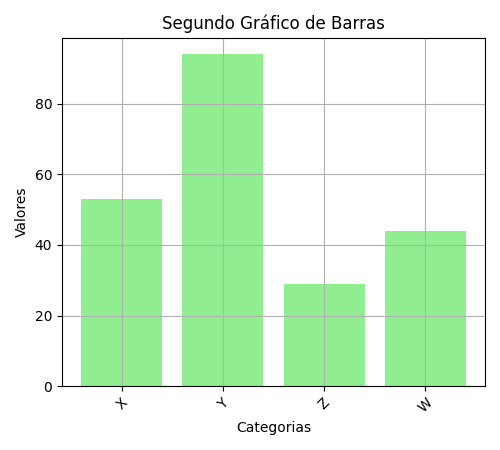 Segundo Gráfico de Barras
Valores
80
60
40
20
0
X
Y
Z
W
Categorias